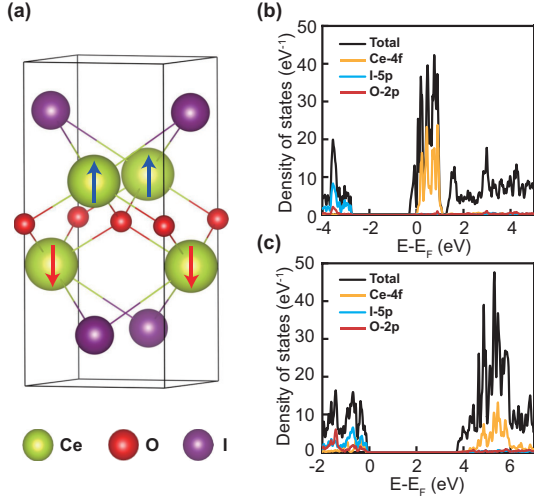 (a)
Ce
O
I
(b)
Density of states (eV⁻¹)
50
40
30
20
10
0
Total
Ce-4f
I-5p
O-2p
-4
-2
0
2
4
E-E_F (eV)
(c)
Density of states (eV⁻¹)
50
40
30
20
10
0
Total
Ce-4f
I-5p
O-2p
-2
0
2
4
6
E-E_F (eV)